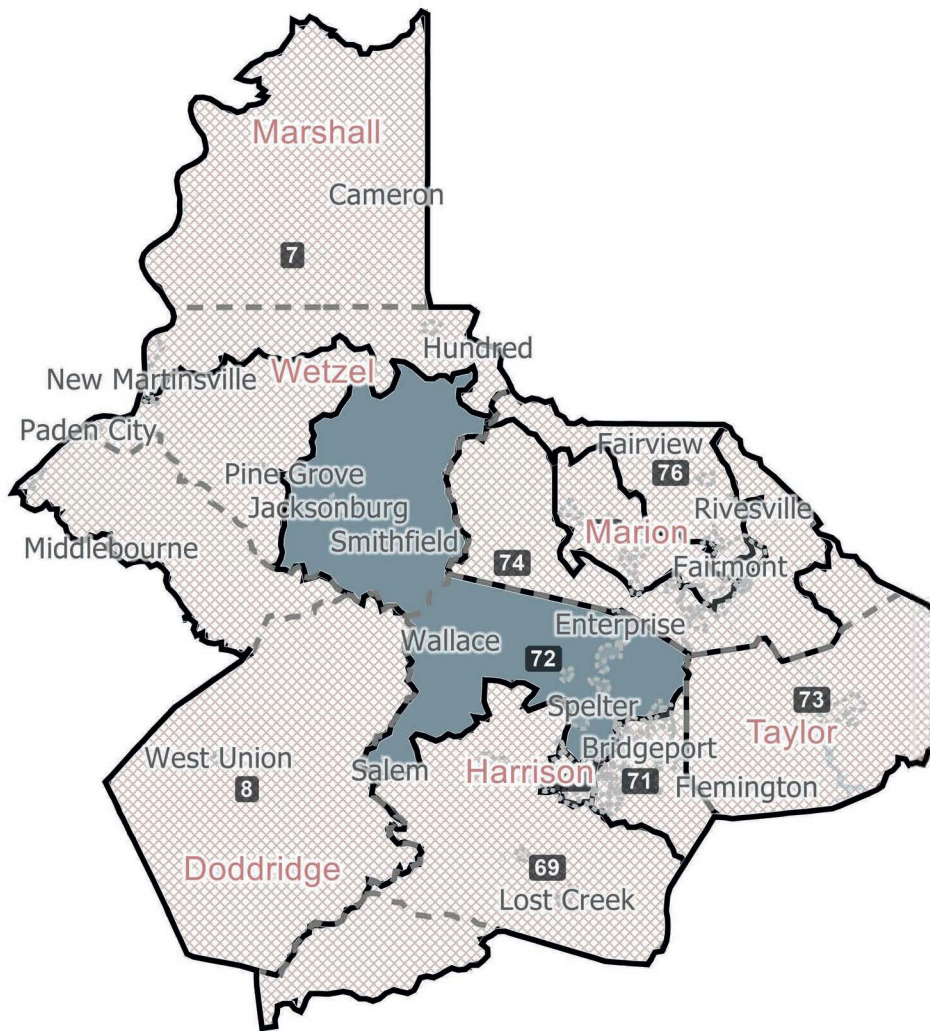 Marshall
Cameron
7
Hundred
Wetzel
New Martinsville
Paden City
Fairview
76
Pine Grove
Jacksonburg
Rivesville
Marion
Smithfield
Middlebourne
74
Fairmont
Enterprise
Wallace
72
73
Spelter
Taylor
Bridgeport
West Union
Salem
Harrison
71
Flemington
8
Doddridge
69
Lost Creek